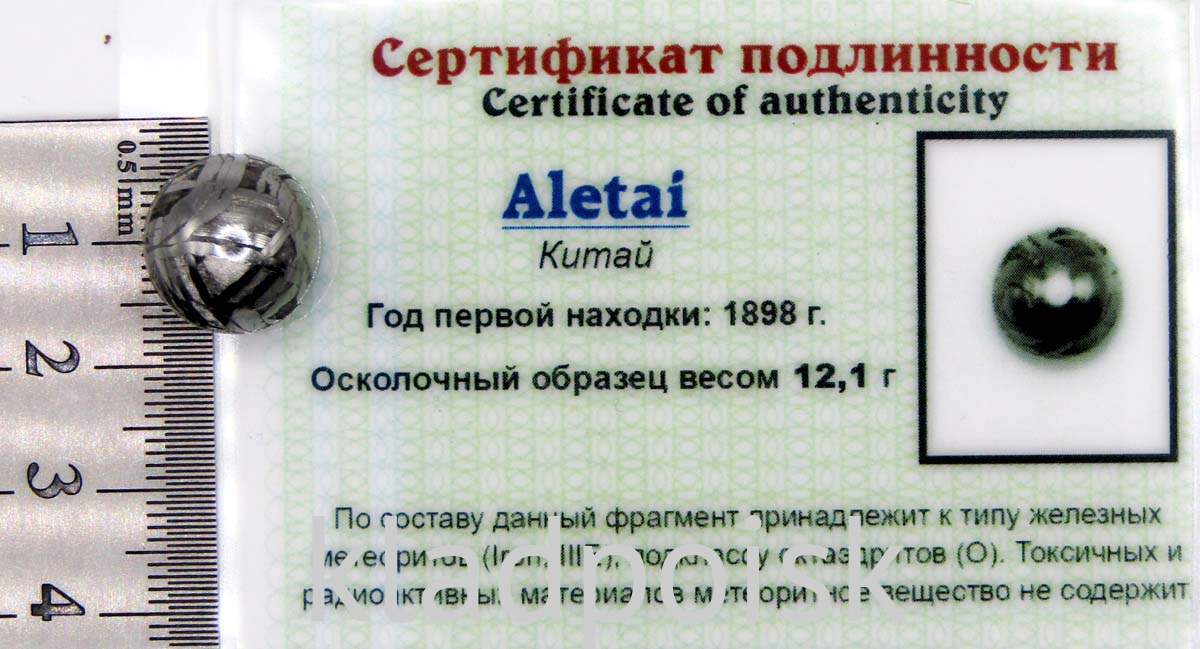 Сертификат подлинности
Certificate of authenticity
Aletai
Китай
Год первой находки: 1898 г.
Осколочный образец весом 12,1 г
По составу данный фрагмент принадлежит к типу железных
метеоритов (Iron, IIIE), подклассу октаэдритов (O). Токсичных и
радиоактивных материалов метеоритное вещество не содержит
kladpoisk
0.5 mm
1
2
3
4